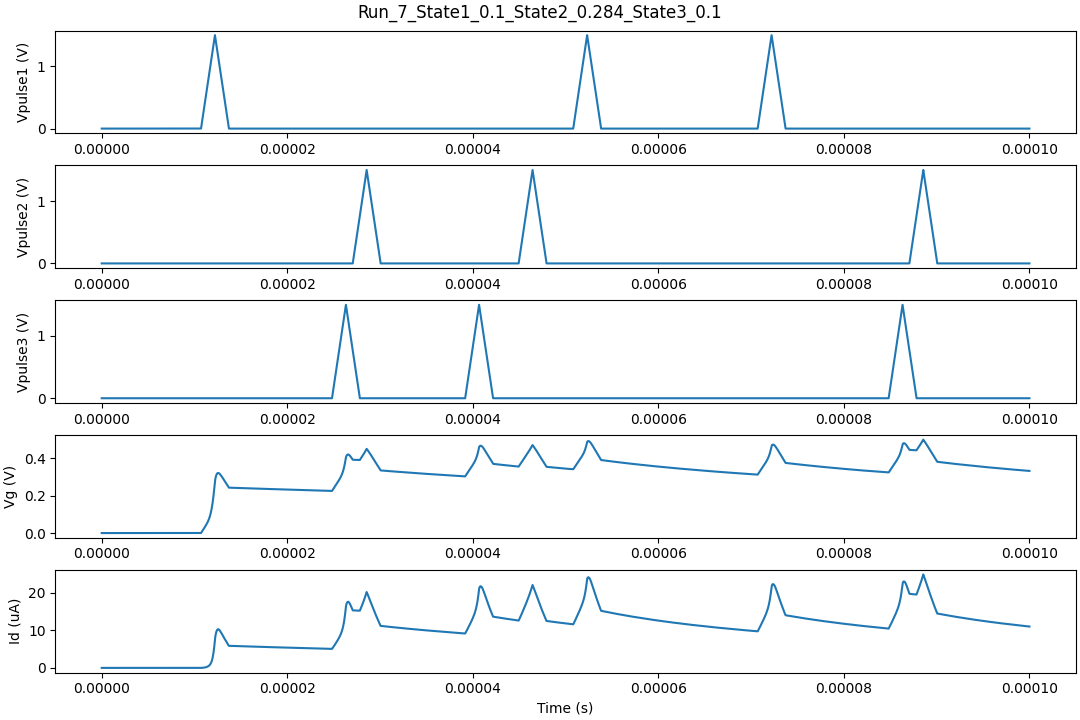 Run_7_State1_0.1_State2_0.284_State3_0.1
Vpulse1 (V)
1
0
0.00000 0.00002 0.00004 0.00006 0.00008 0.00010
Vpulse2 (V)
1
0
0.00000 0.00002 0.00004 0.00006 0.00008 0.00010
Vpulse3 (V)
1
0
0.00000 0.00002 0.00004 0.00006 0.00008 0.00010
Vg (V)
0.4
0.2
0.0
0.00000 0.00002 0.00004 0.00006 0.00008 0.00010
Id (uA)
20
10
0
0.00000 0.00002 0.00004 0.00006 0.00008 0.00010
Time (s)